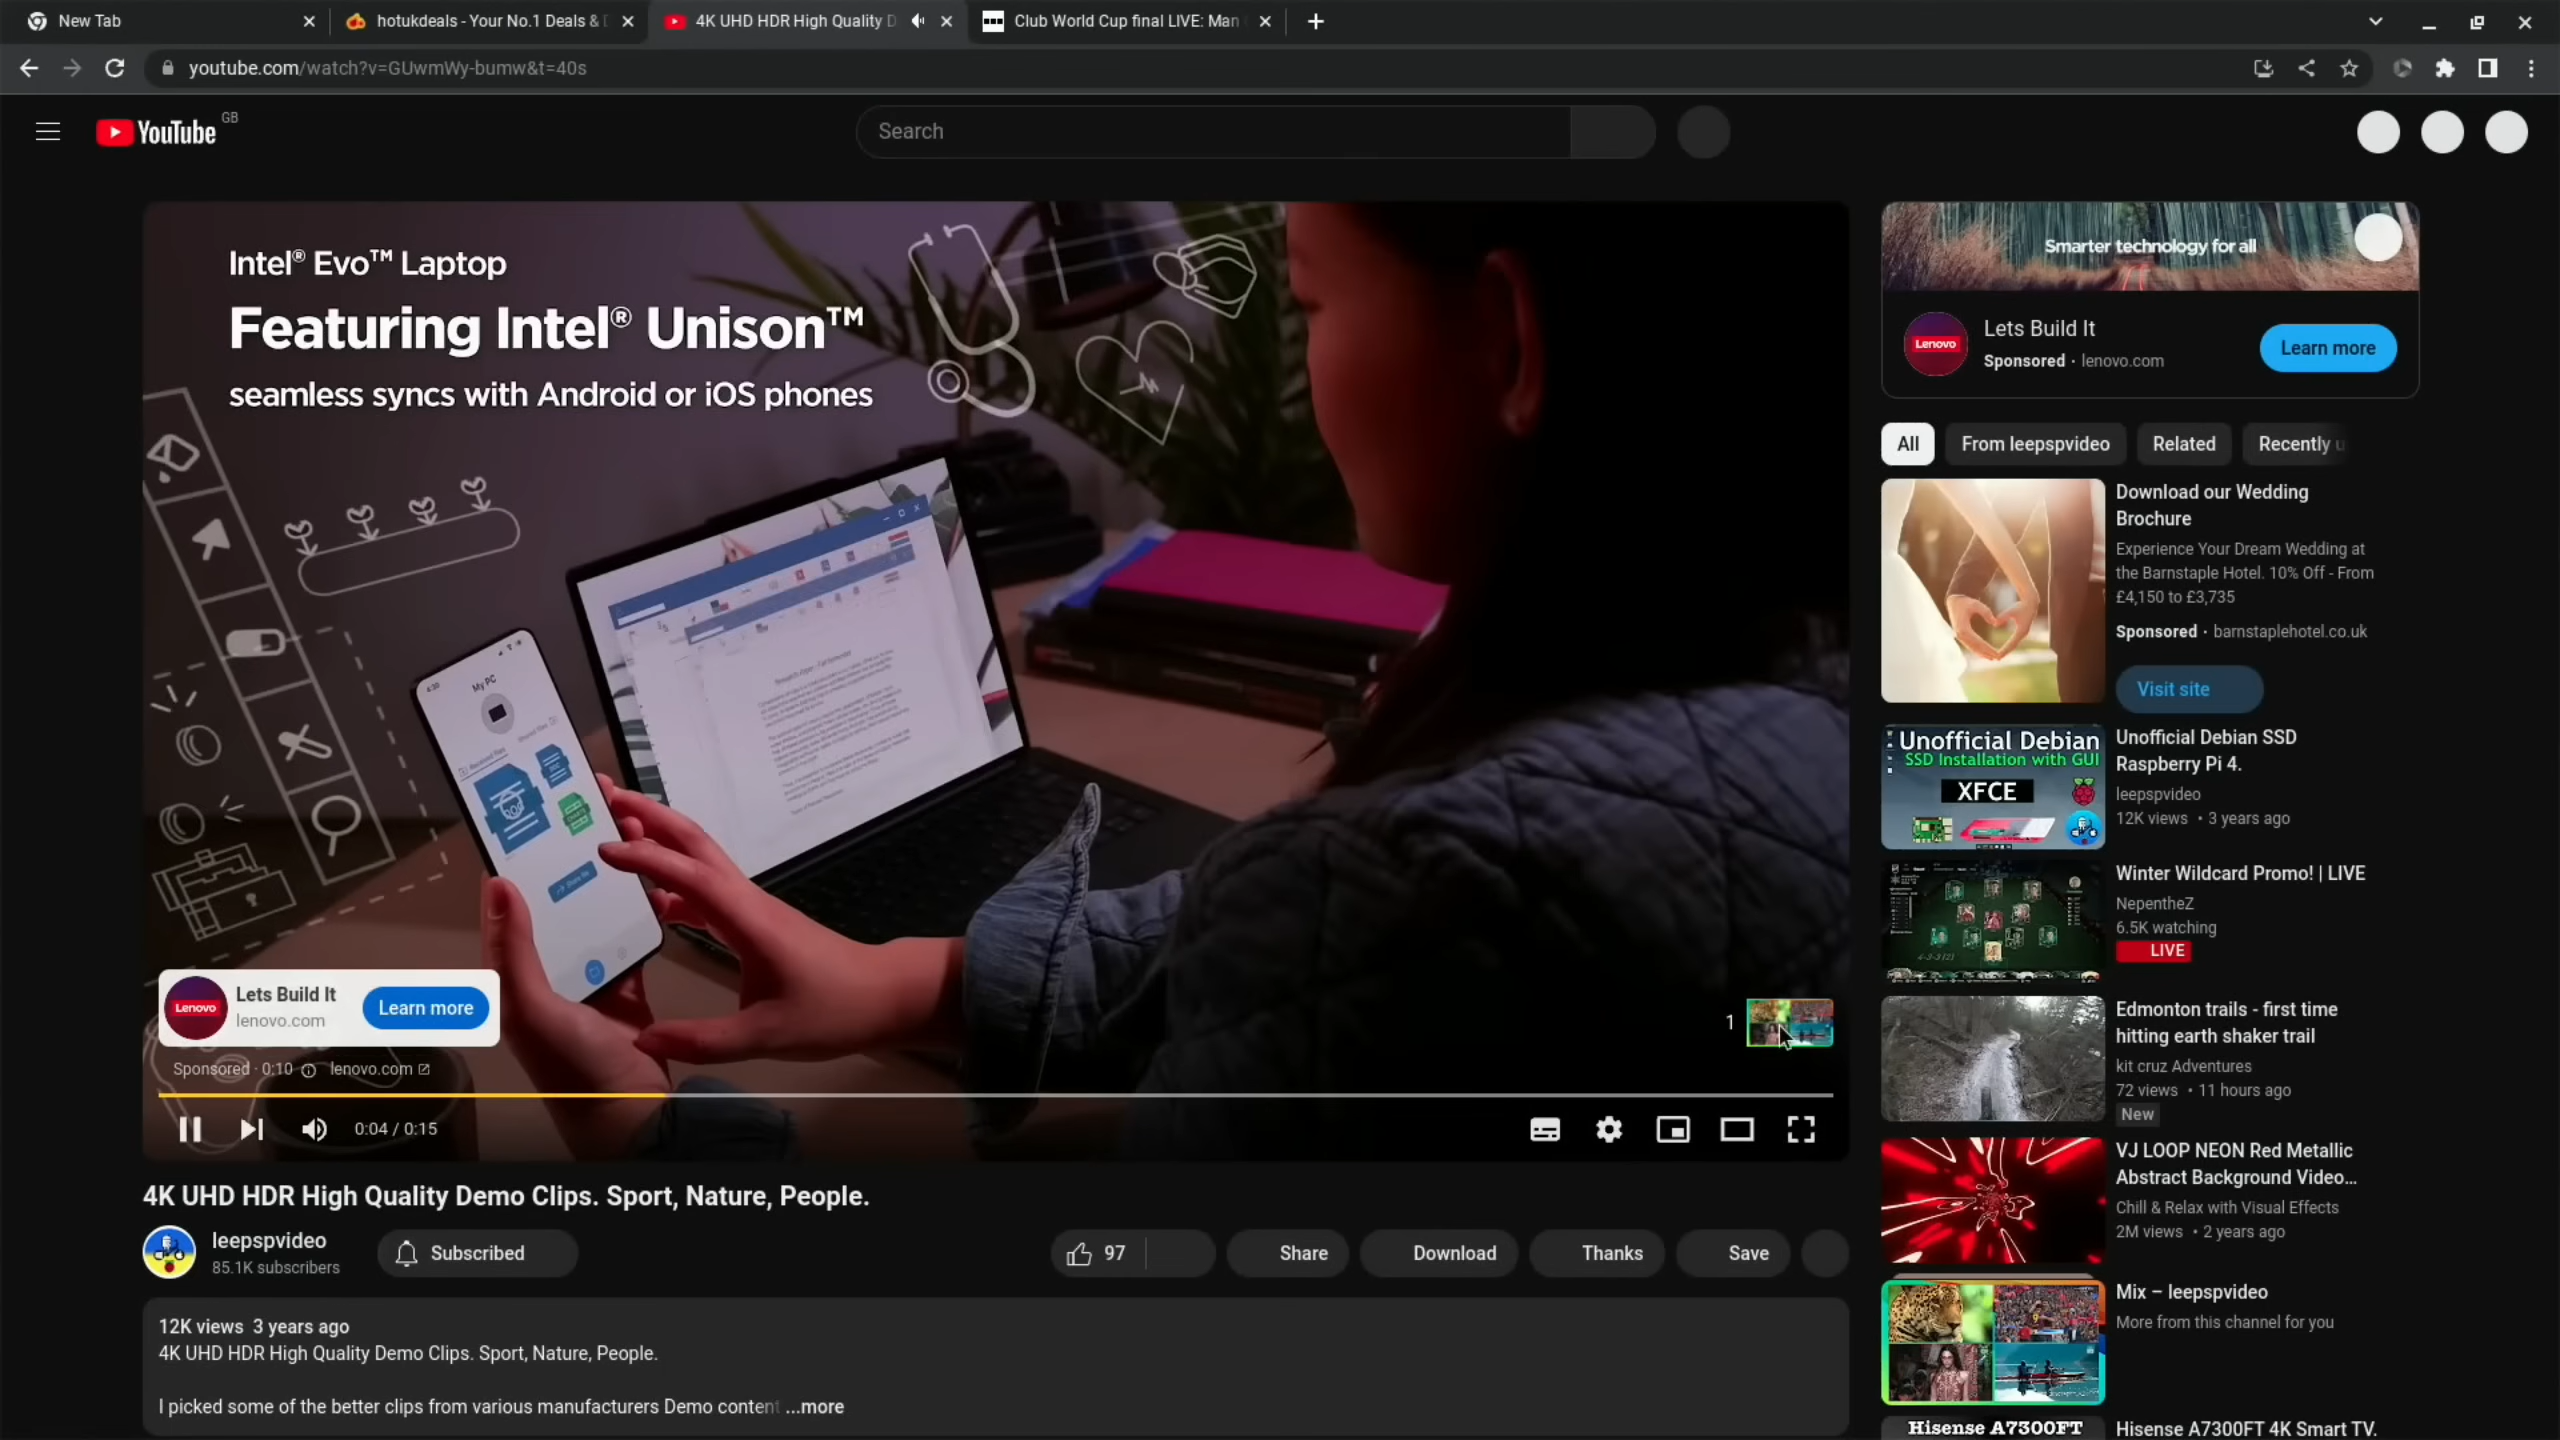 New Tab
hotukdeals - Your No.1 Deals &
4K UHD HDR High Quality D
Club World Cup final LIVE: Man
youtube.com/watch?v=GUwmWy-bumw&t=40s
YouTube GB
Search
Intel® Evo™ Laptop
Featuring Intel® Unison™
seamless syncs with Android or iOS phones
4:30
My PC
Lenovo
Lets Build It
lenovo.com
Learn more
Sponsored · 0:10
lenovo.com
1
0:04 / 0:15
4K UHD HDR High Quality Demo Clips. Sport, Nature, People.
leepspvideo
85.1K subscribers
Subscribed
97
Share
Download
Thanks
Save
12K views 3 years ago
4K UHD HDR High Quality Demo Clips. Sport, Nature, People.
I picked some of the better clips from various manufacturers Demo content ...more
Smarter technology for all
Lenovo
Lets Build It
Sponsored · lenovo.com
Learn more
All
From leepspvideo
Related
Recently u
Download our Wedding
Brochure
Experience Your Dream Wedding at
the Barnstaple Hotel. 10% Off - From
£4,150 to £3,735
Sponsored · barnstaplehotel.co.uk
Visit site
Unofficial Debian
SSD Installation with GUI
XFCE
Unofficial Debian SSD
Raspberry Pi 4.
leepspvideo
12K views • 3 years ago
Winter Wildcard Promo! | LIVE
NepentheZ
6.5K watching
LIVE
Edmonton trails - first time
hitting earth shaker trail
kit cruz Adventures
72 views • 11 hours ago
New
VJ LOOP NEON Red Metallic
Abstract Background Video...
Chill & Relax with Visual Effects
2M views • 2 years ago
Mix – leepspvideo
More from this channel for you
Hisense A7300FT
Hisense A7300FT 4K Smart TV.